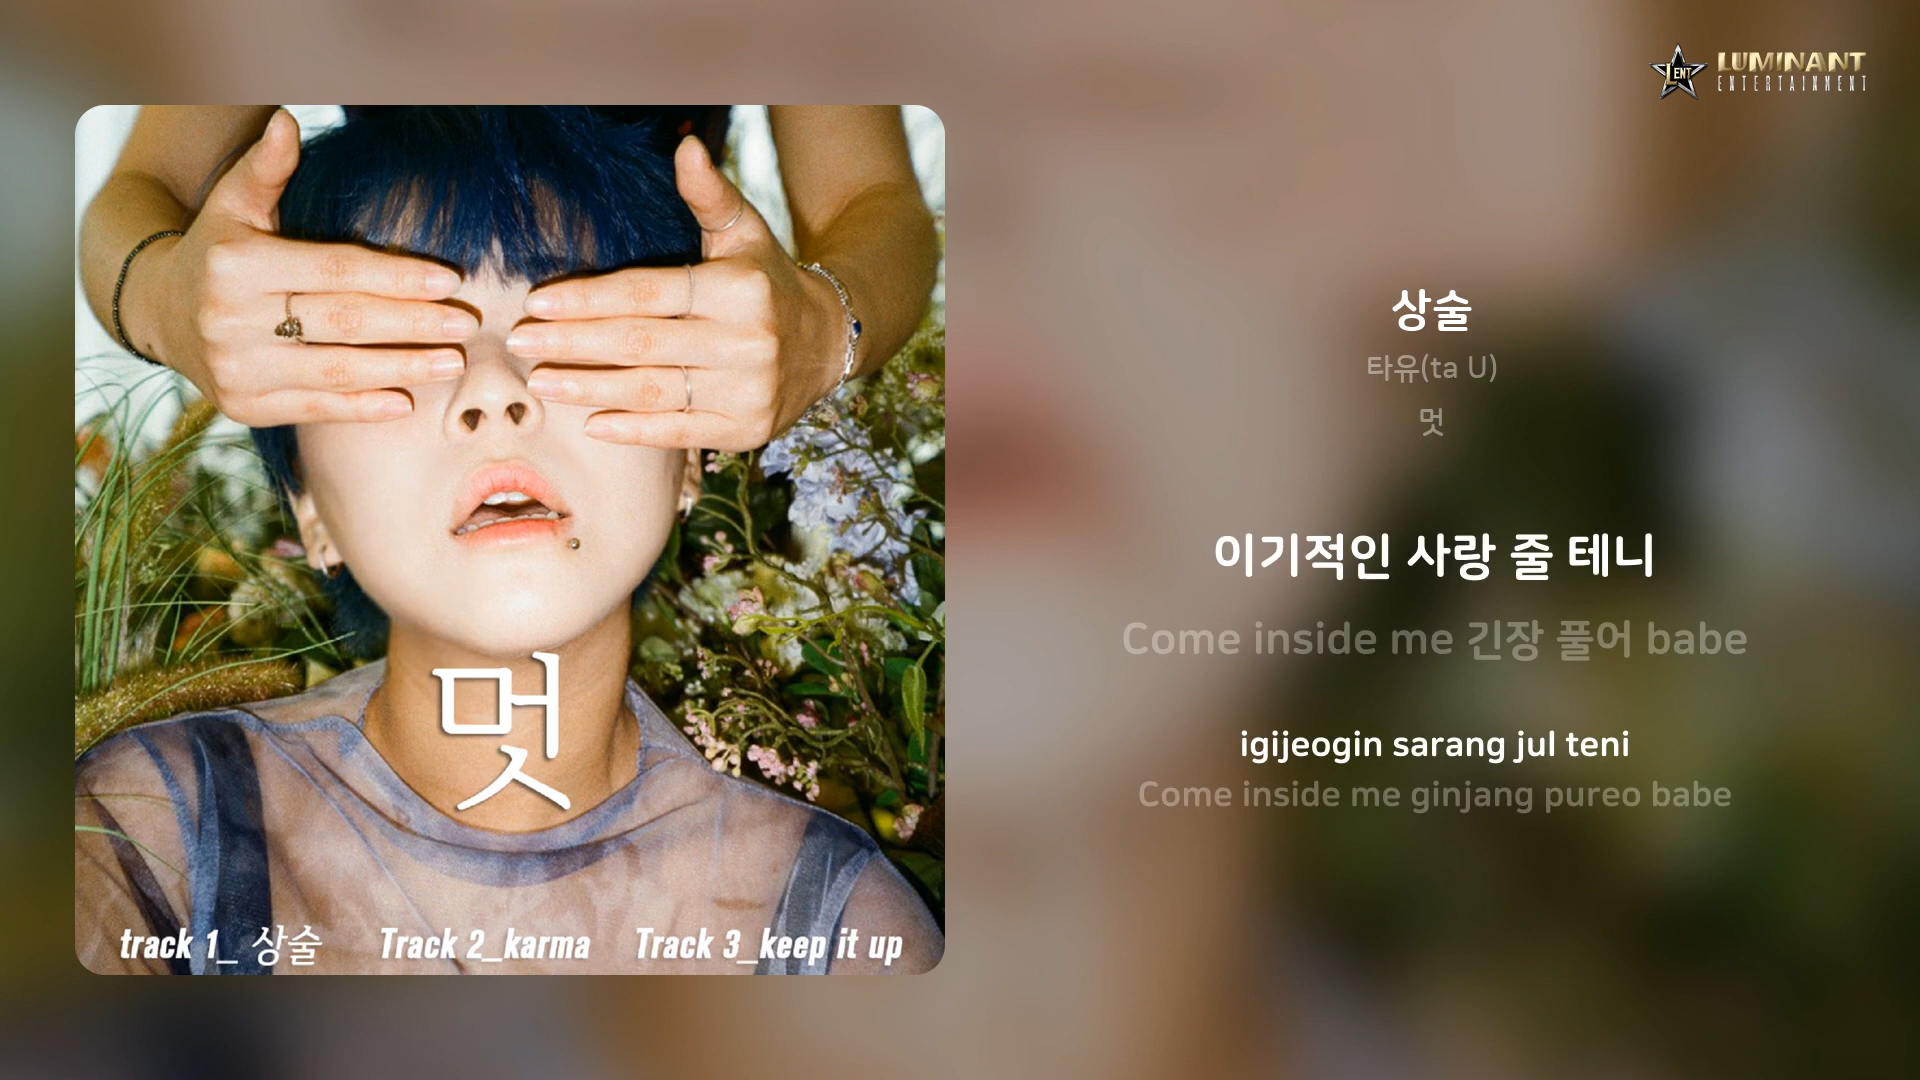 LENT
LUMINANT
ENTERTAINMENT
멋
track 1_ 상술 Track 2_karma Track 3_keep it up
상술
타유(ta U)
멋
이기적인 사랑 줄 테니
Come inside me 긴장 풀어 babe
igijeogin sarang jul teni
Come inside me ginjang pureo babe